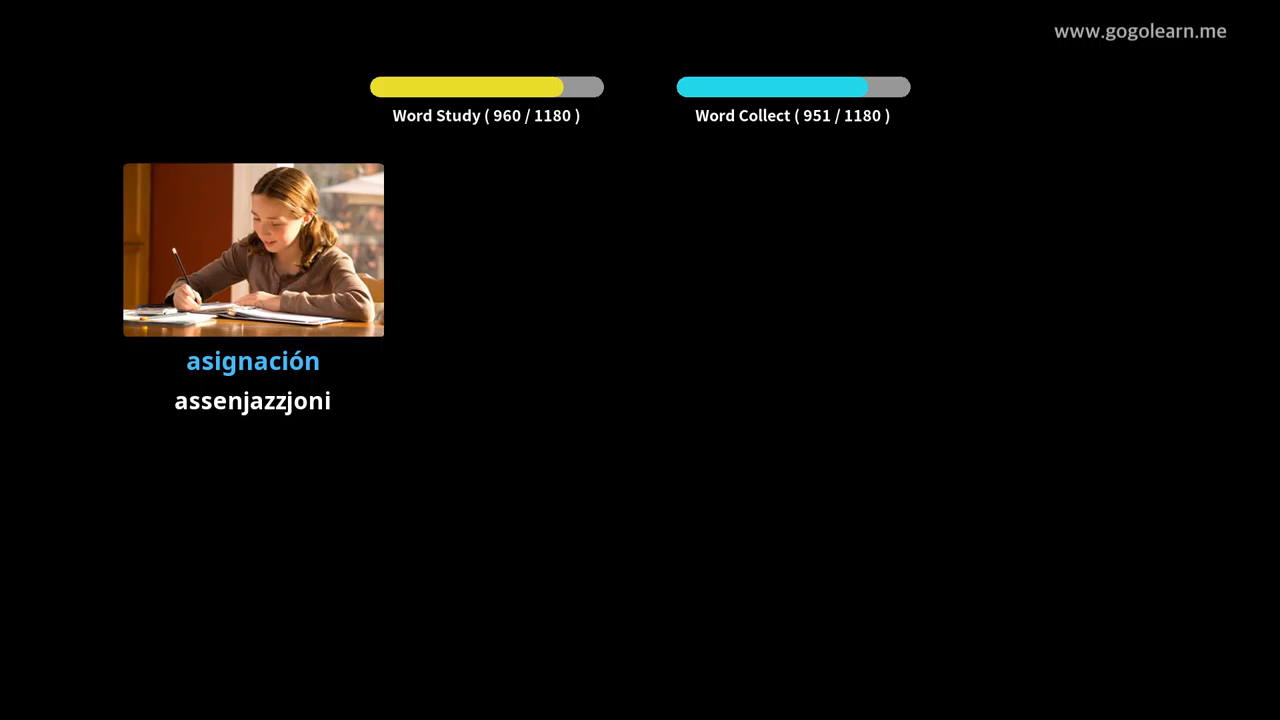 www.gogolearn.me
Word Study ( 960 / 1180 )
Word Collect ( 951 / 1180 )
asignación
assenjazzjoni